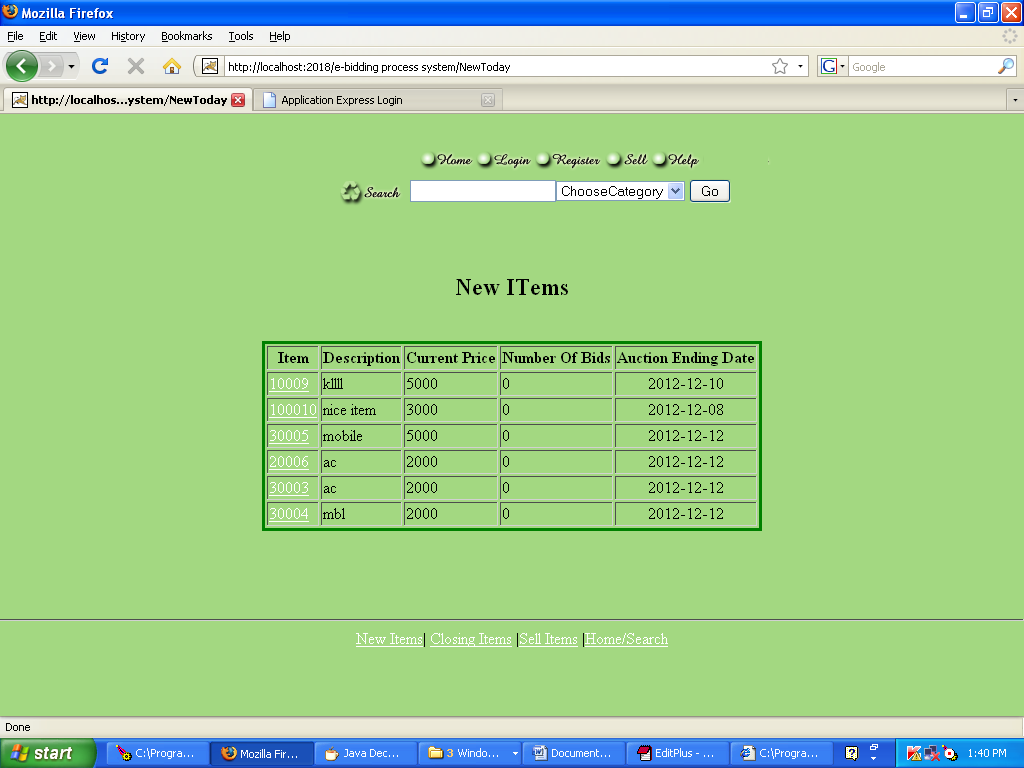 Mozilla Firefox
File Edit View History Bookmarks Tools Help
http://localhost:2018/e-bidding process system/NewToday
Google
http://localhos...ystem/NewToday
Application Express Login
Home Login Register Sell Help
Search ChooseCategory Go
New ITems
Item Description Current Price Number Of Bids Auction Ending Date
10009 kllll 5000 0 2012-12-10
100010 nice item 3000 0 2012-12-08
30005 mobile 5000 0 2012-12-12
20006 ac 2000 0 2012-12-12
30003 ac 2000 0 2012-12-12
30004 mbl 2000 0 2012-12-12
New Items| Closing Items |Sell Items |Home/Search
Done
start C:\Progra... Mozilla Fir... Java Dec... 3 Windo... Document... EditPlus - ... C:\Progra... 1:40 PM